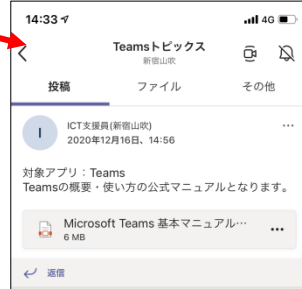 14:33
4G
Teamsトピックス
新宿山吹
投稿
ファイル
その他
I
ICT支援員(新宿山吹)
2020年12月16日、14:56
対象アプリ：Teams
Teamsの概要・使い方の公式マニュアルとなります。
Microsoft Teams 基本マニュアル…
6 MB
返信